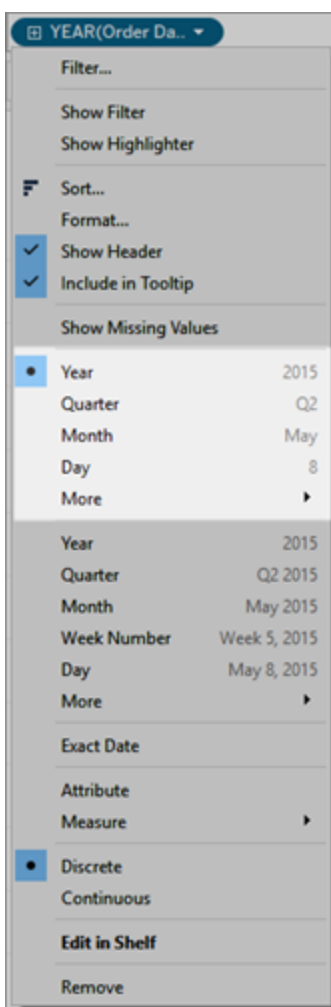 YEAR(Order Da..
Filter...
Show Filter
Show Highlighter
Sort...
Format...
Show Header
Include in Tooltip
Show Missing Values
Year 2015
Quarter Q2
Month May
Day 8
More
Year 2015
Quarter Q2 2015
Month May 2015
Week Number Week 5, 2015
Day May 8, 2015
More
Exact Date
Attribute
Measure
Discrete
Continuous
Edit in Shelf
Remove